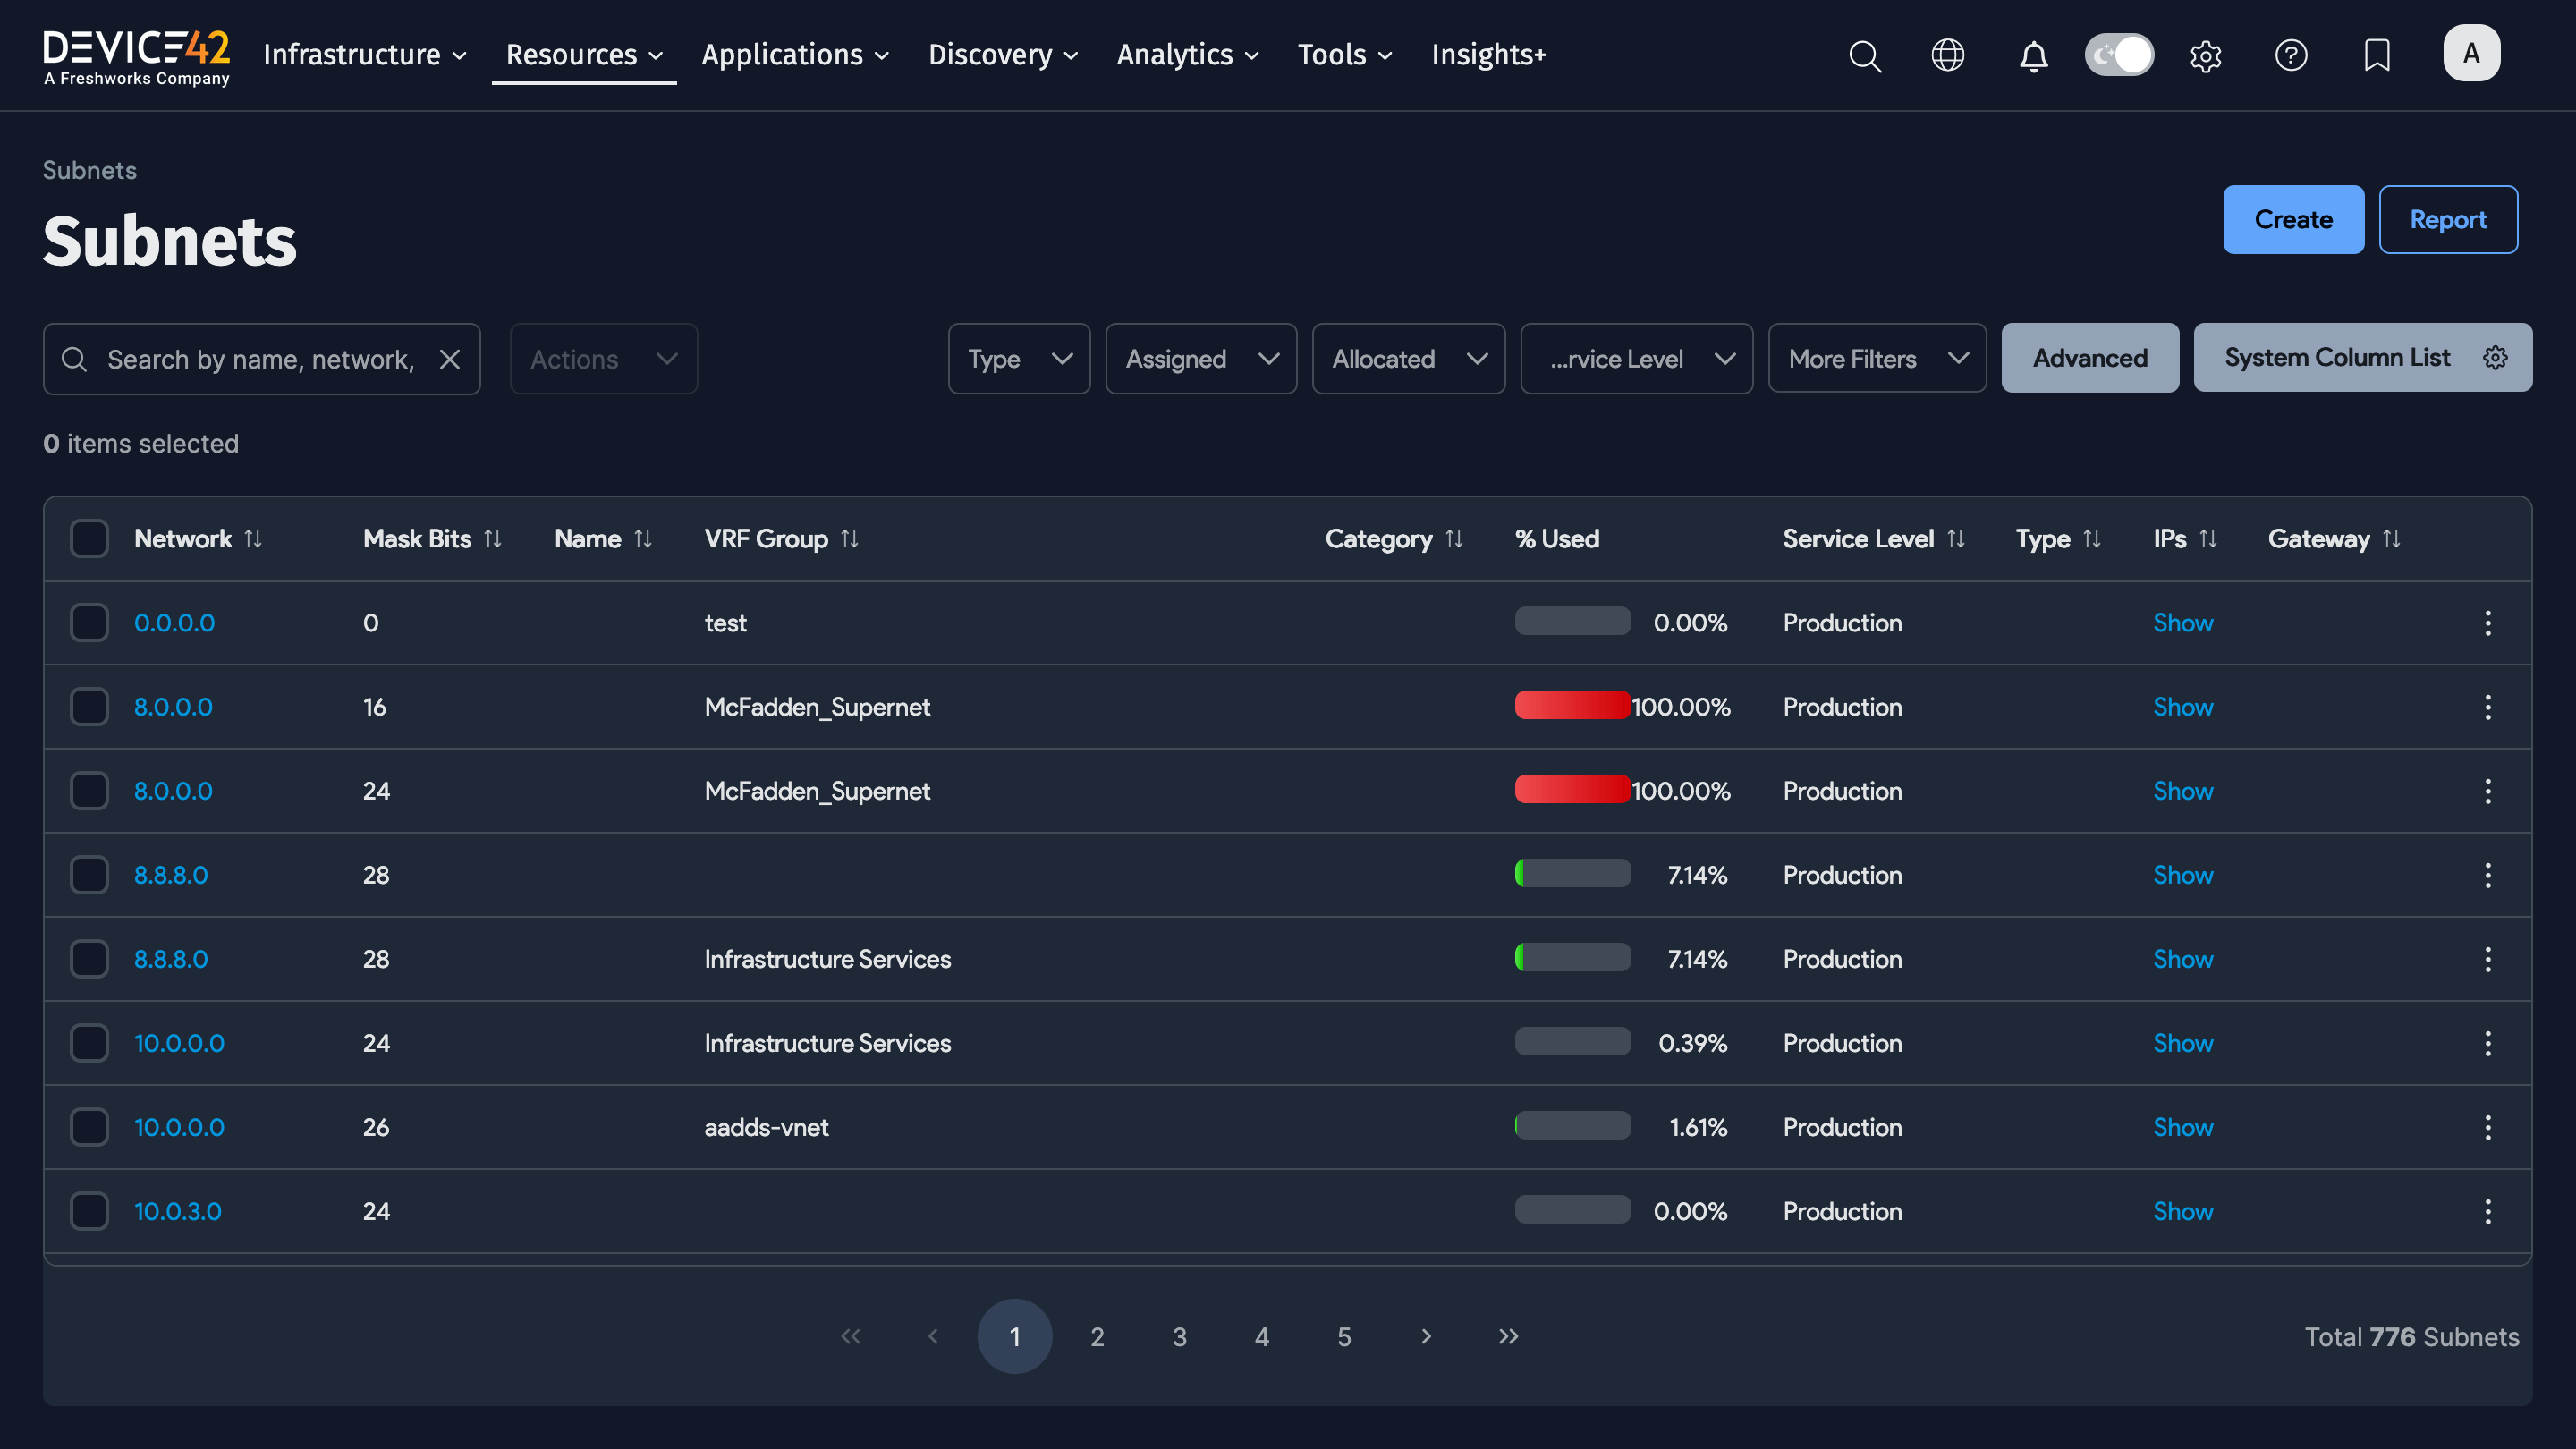 DEVICE42
A Freshworks Company
Infrastructure Resources Applications Discovery Analytics Tools Insights+
A
Subnets
Subnets
Create Report
Search by name, network, Actions Type Assigned Allocated ...rvice Level More Filters Advanced System Column List
0 items selected
Network Mask Bits Name VRF Group Category % Used Service Level Type IPs Gateway
0.0.0.0 0 test 0.00% Production Show
8.0.0.0 16 McFadden_Supernet 100.00% Production Show
8.0.0.0 24 McFadden_Supernet 100.00% Production Show
8.8.8.0 28 7.14% Production Show
8.8.8.0 28 Infrastructure Services 7.14% Production Show
10.0.0.0 24 Infrastructure Services 0.39% Production Show
10.0.0.0 26 aadds-vnet 1.61% Production Show
10.0.3.0 24 0.00% Production Show
1 2 3 4 5 Total 776 Subnets